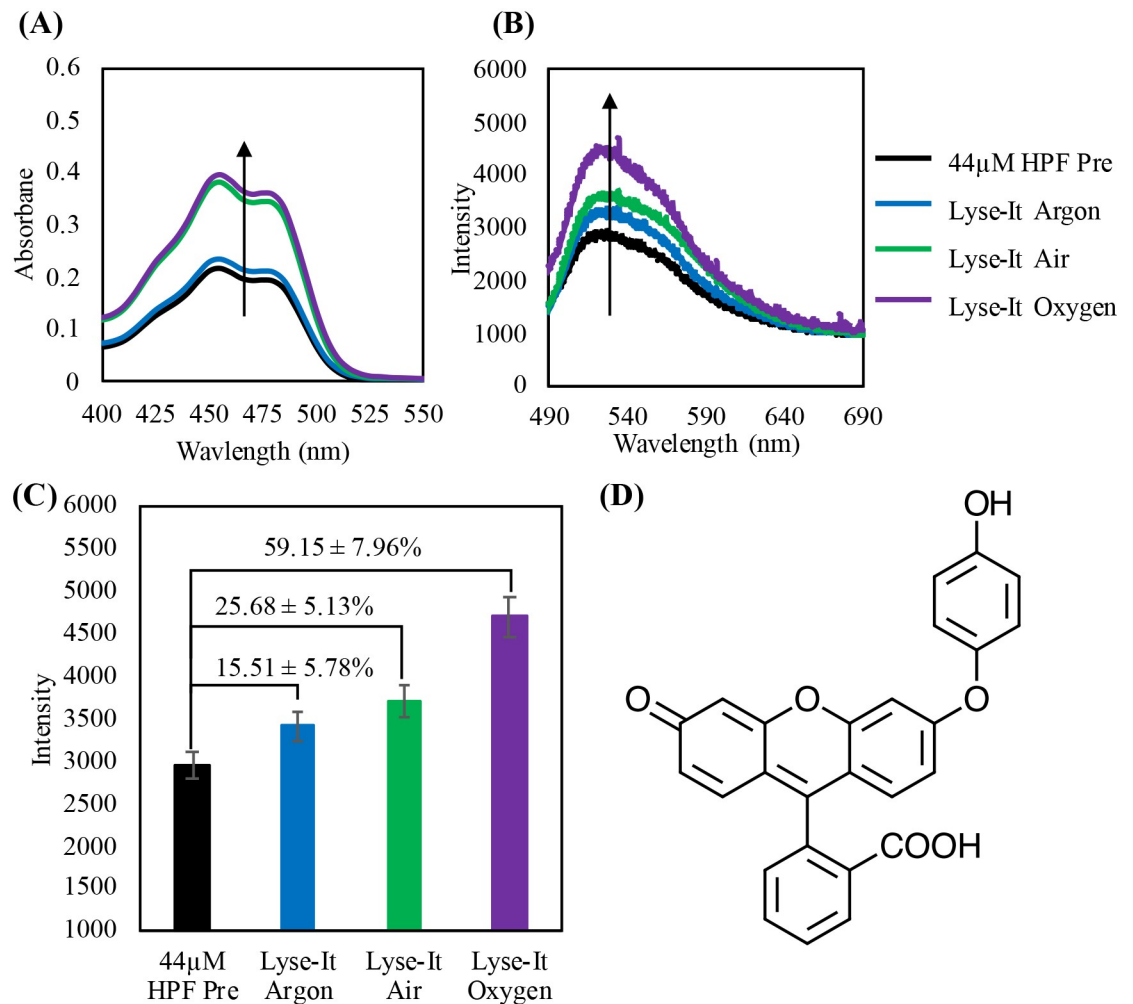 (A)
0.6
0.5
0.4
0.3
0.2
0.1
0
Absorbane
400 425 450 475 500 525 550
Wavlength (nm)
(B)
6000
5000
4000
3000
2000
1000
0
Intensity
490 540 590 640 690
Wavelength (nm)
44µM HPF Pre
Lyse-It Argon
Lyse-It Air
Lyse-It Oxygen
(C)
6000
5500
5000
4500
4000
3500
3000
2500
2000
1500
1000
Intensity
59.15 ± 7.96%
25.68 ± 5.13%
15.51 ± 5.78%
44µM
HPF Pre
Lyse-It
Argon
Lyse-It
Air
Lyse-It
Oxygen
(D)
OH
O
O
O
COOH